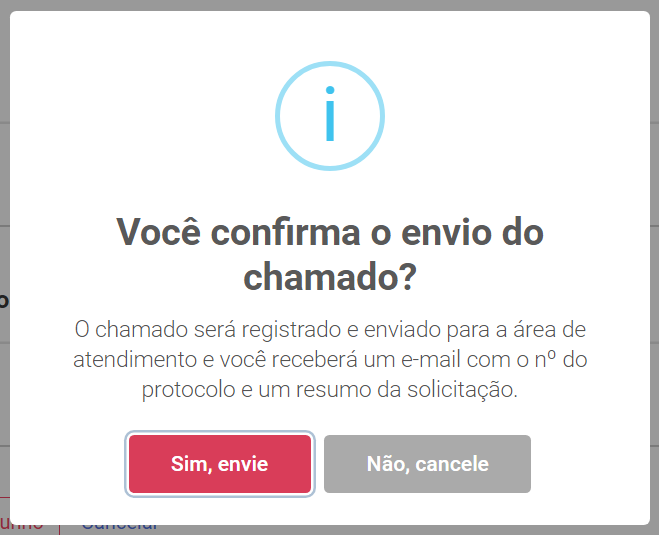 i
Você confirma o envio do
chamado?
O chamado será registrado e enviado para a área de
atendimento e você receberá um e-mail com o nº do
protocolo e um resumo da solicitação.
Sim, envie
Não, cancele
Cancelar